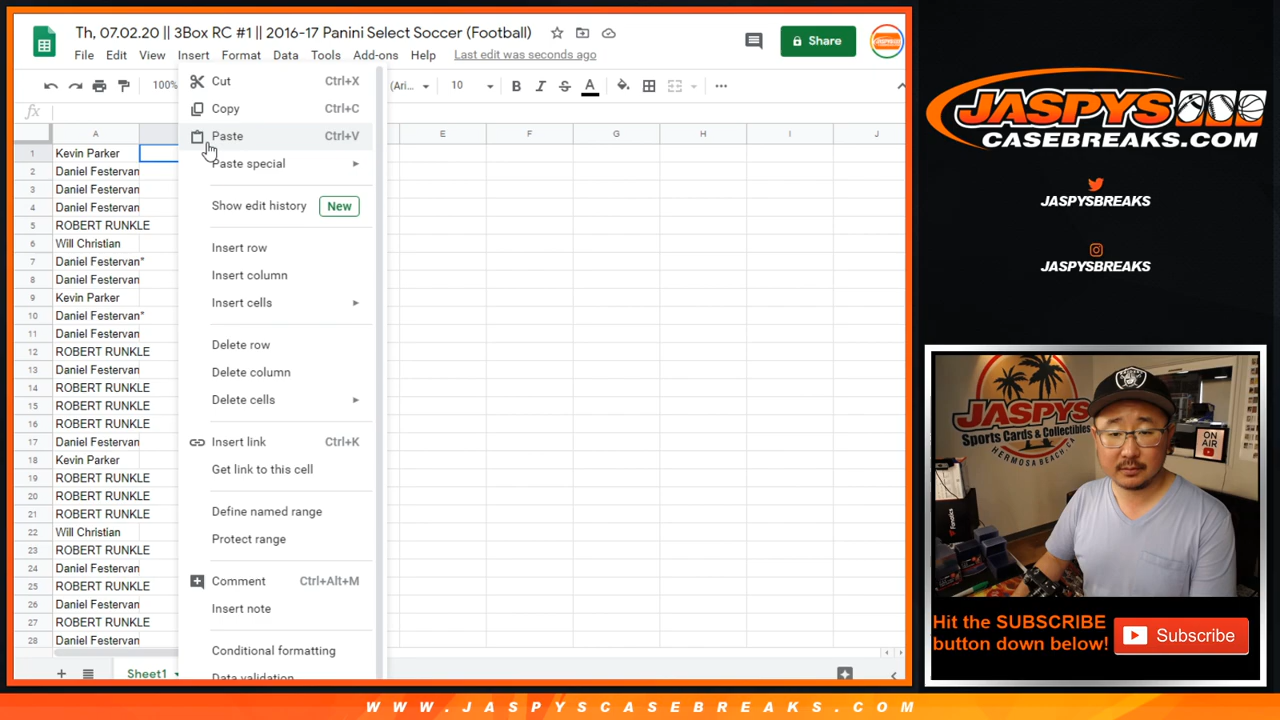 Th, 07.02.20 || 3Box RC #1 || 2016-17 Panini Select Soccer (Football)
File Edit View Insert Format Data Tools Add-ons Help Last edit was seconds ago
Share
100% (Ari... 10 B I S A
fx
A E F G H I J
1 Kevin Parker
2 Daniel Festervan
3 Daniel Festervan
4 Daniel Festervan
5 ROBERT RUNKLE
6 Will Christian
7 Daniel Festervan*
8 Daniel Festervan
9 Kevin Parker
10 Daniel Festervan*
11 Daniel Festervan
12 ROBERT RUNKLE
13 Daniel Festervan
14 ROBERT RUNKLE
15 ROBERT RUNKLE
16 ROBERT RUNKLE
17 Daniel Festervan
18 Kevin Parker
19 ROBERT RUNKLE
20 ROBERT RUNKLE
21 ROBERT RUNKLE
22 Will Christian
23 ROBERT RUNKLE
24 Daniel Festervan
25 ROBERT RUNKLE
26 Daniel Festervan
27 ROBERT RUNKLE
28 Daniel Festervan
Cut Ctrl+X
Copy Ctrl+C
Paste Ctrl+V
Paste special
Show edit history New
Insert row
Insert column
Insert cells
Delete row
Delete column
Delete cells
Insert link Ctrl+K
Get link to this cell
Define named range
Protect range
Comment Ctrl+Alt+M
Insert note
Conditional formatting
Data validation
Sheet1
JASPYS
CASEBREAKS.COM
JASPYSBREAKS
JASPYSBREAKS
JASPYS
Sports Cards & Collectibles
HERMOSA BEACH, CA
ON
AIR
Fanatics
Hit the SUBSCRIBE
button down below!
Subscribe
WWW.JASPYSCASEBREAKS.COM